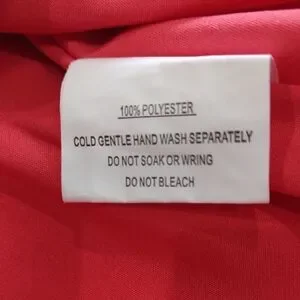 100% POLYESTER
COLD GENTLE HAND WASH SEPARATELY
DO NOT SOAK OR WRING
DO NOT BLEACH